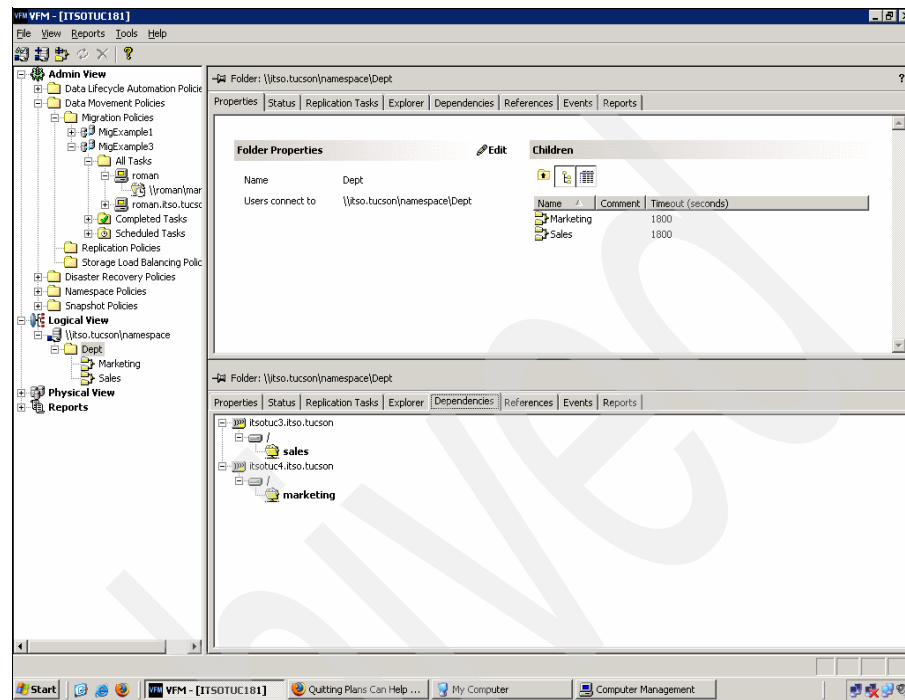 VFM VFM - [ITSOTUC181]
File View Reports Tools Help
Admin View
Data Lifecycle Automation Policie
Data Movement Policies
Migration Policies
MigExample1
MigExample3
All Tasks
roman
\\roman\mar
roman.itso.tucsc
Completed Tasks
Scheduled Tasks
Replication Policies
Storage Load Balancing Polic
Disaster Recovery Policies
Namespace Policies
Snapshot Policies
Logical View
\\itso.tucson\namespace
Dept
Marketing
Sales
Physical View
Reports
Folder: \\itso.tucson\namespace\Dept ?
Properties Status Replication Tasks Explorer Dependencies References Events Reports
Folder Properties Edit
Name Dept
Users connect to \\itso.tucson\namespace\Dept
Children
Name Comment Timeout (seconds)
Marketing 1800
Sales 1800
Folder: \\itso.tucson\namespace\Dept
Properties Status Replication Tasks Explorer Dependencies References Events Reports
itsotuc3.itso.tucson
/
sales
itsotuc4.itso.tucson
/
marketing
Start VFM VFM - [ITSOTUC181] Quitting Plans Can Help ... My Computer Computer Management